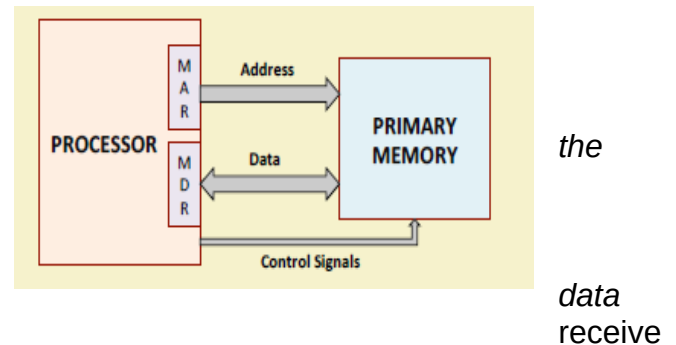 Address
M
A
R
PROCESSOR
PRIMARY
MEMORY
M
D
R
Data
Control Signals
the
data
receive